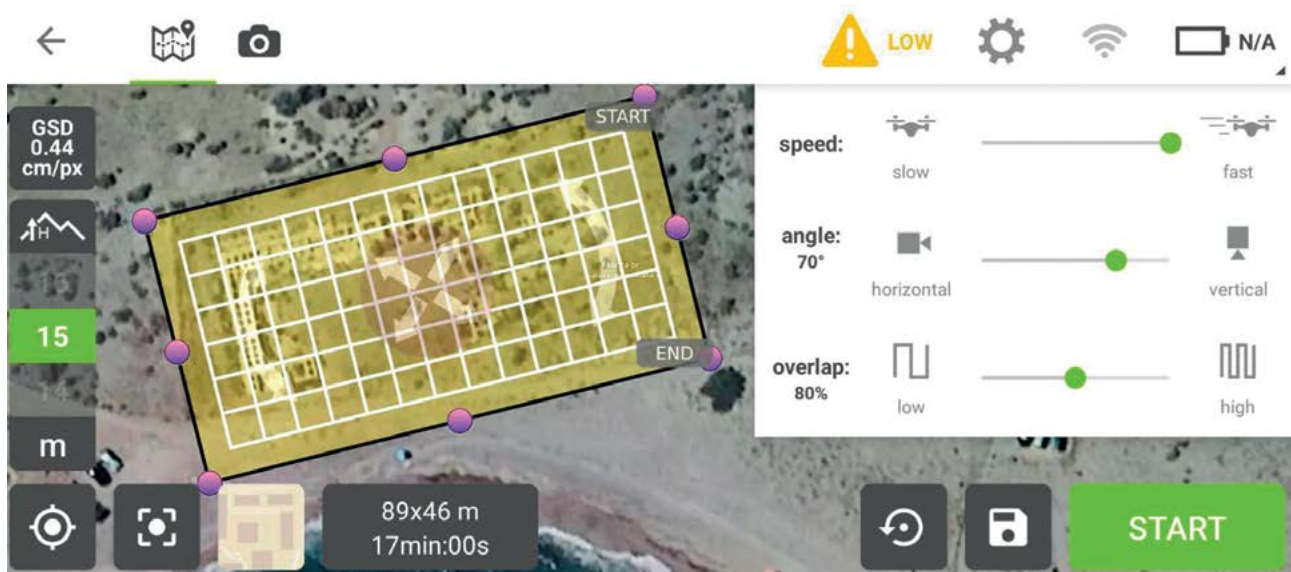 LOW
N/A
GSD
0.44
cm/px
START
speed:
slow
fast
angle:
70°
horizontal
vertical
H
15
14
m
END
overlap:
80%
low
high
89x46 m
17min:00s
START